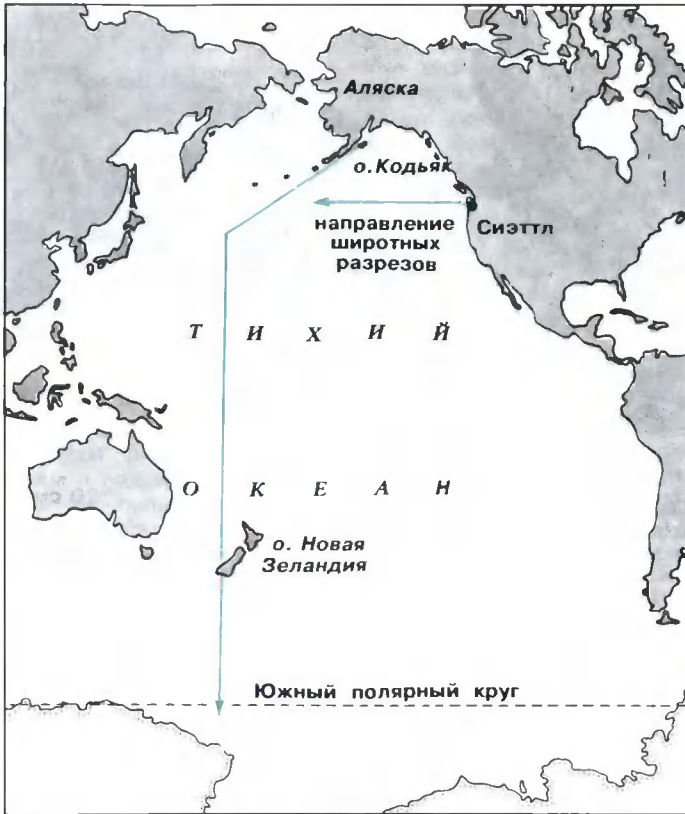 Аляска
о. Кодьяк
направление
широтных
разрезов
Сиэттл
Т И Х И Й
О К Е А Н
о. Новая
Зеландия
Южный полярный круг